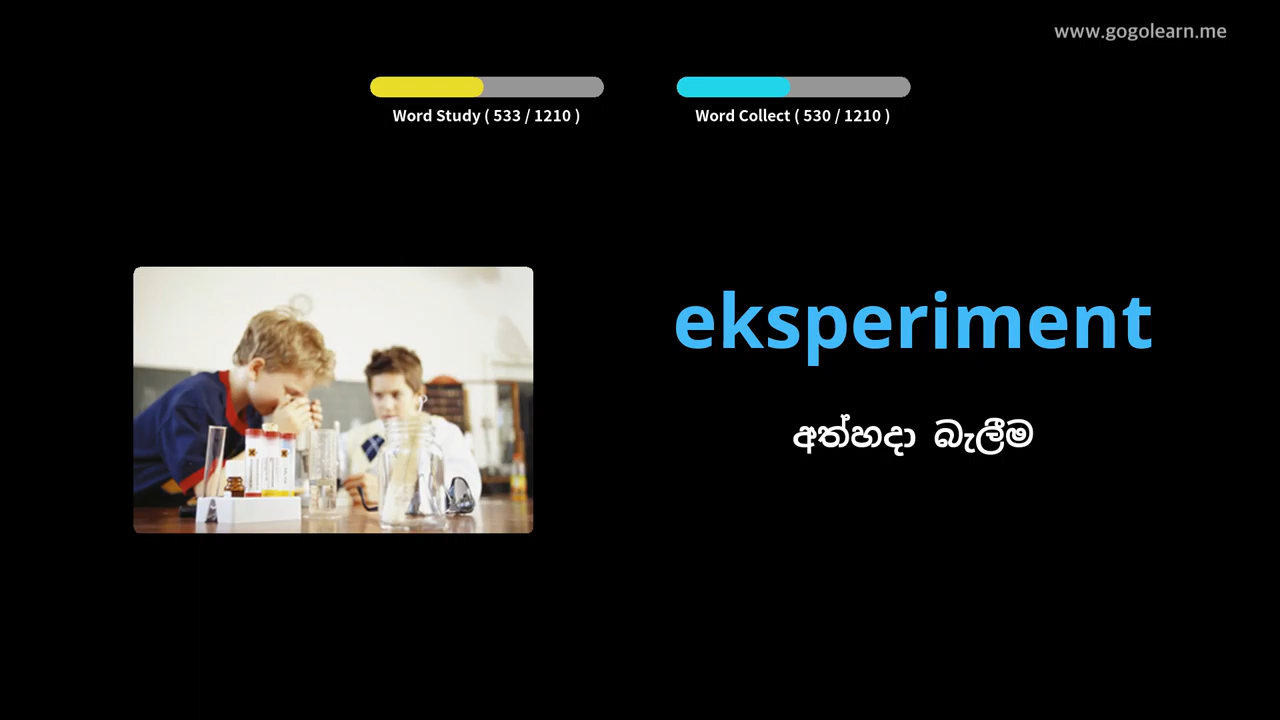 www.gogolearn.me
Word Study ( 533 / 1210 )
Word Collect ( 530 / 1210 )
eksperiment
අත්හදා බැලීම